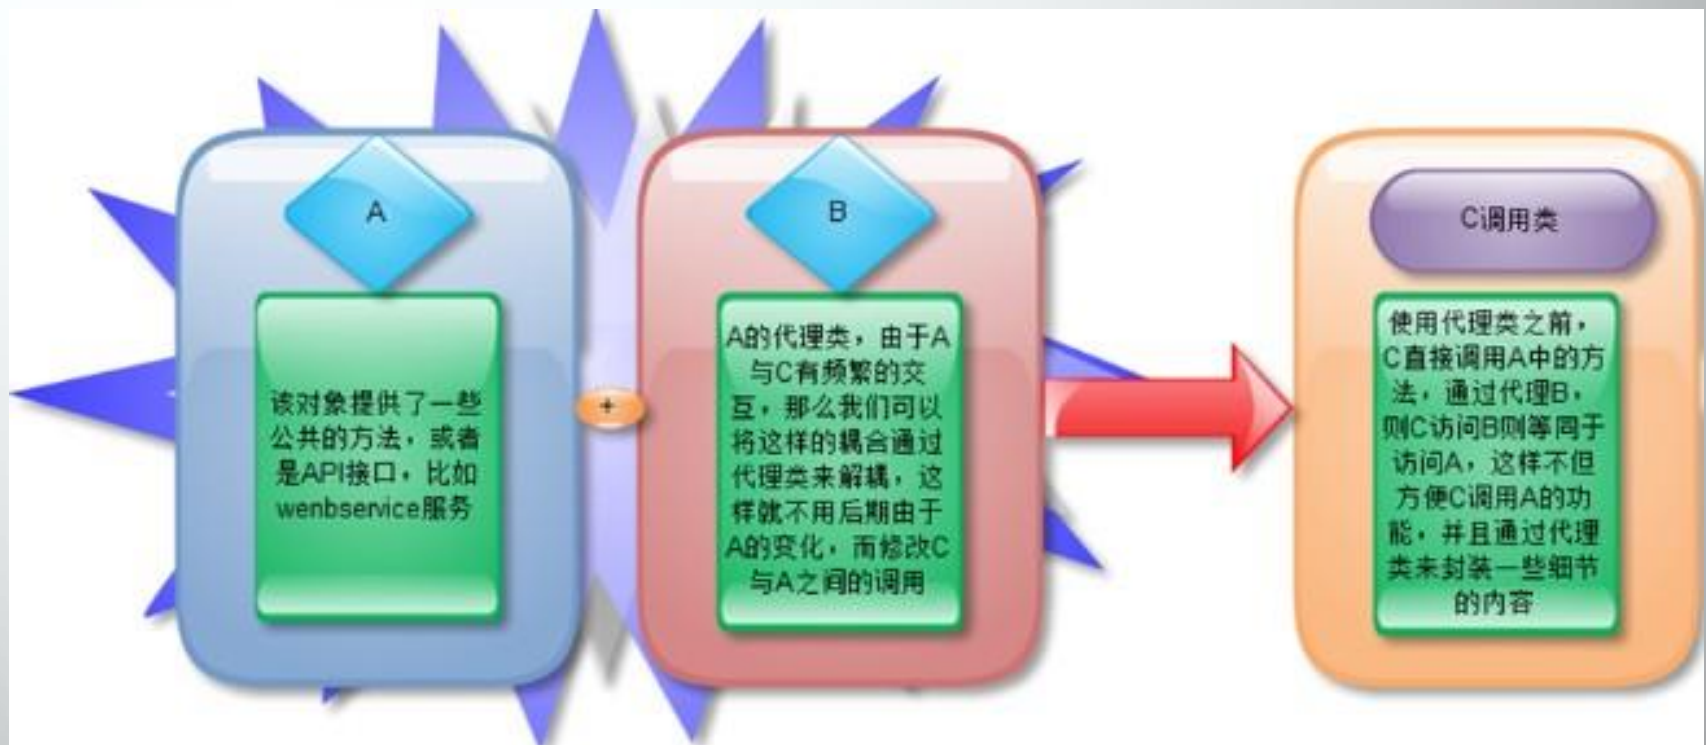 A
该对象提供了一些
公共的方法，或者
是API接口，比如
wenbservice服务
+
B
A的代理类，由于A
与C有频繁的交
互，那么我们可以
将这样的耦合通过
代理类来解耦，这
样就不用后期由于
A的变化，而修改C
与A之间的调用
C调用类
使用代理类之前，
C直接调用A中的方
法，通过代理B，
则C访问B则等同于
访问A，这样不但
方便C调用A的功
能，并且通过代理
类来封装一些细节
的内容